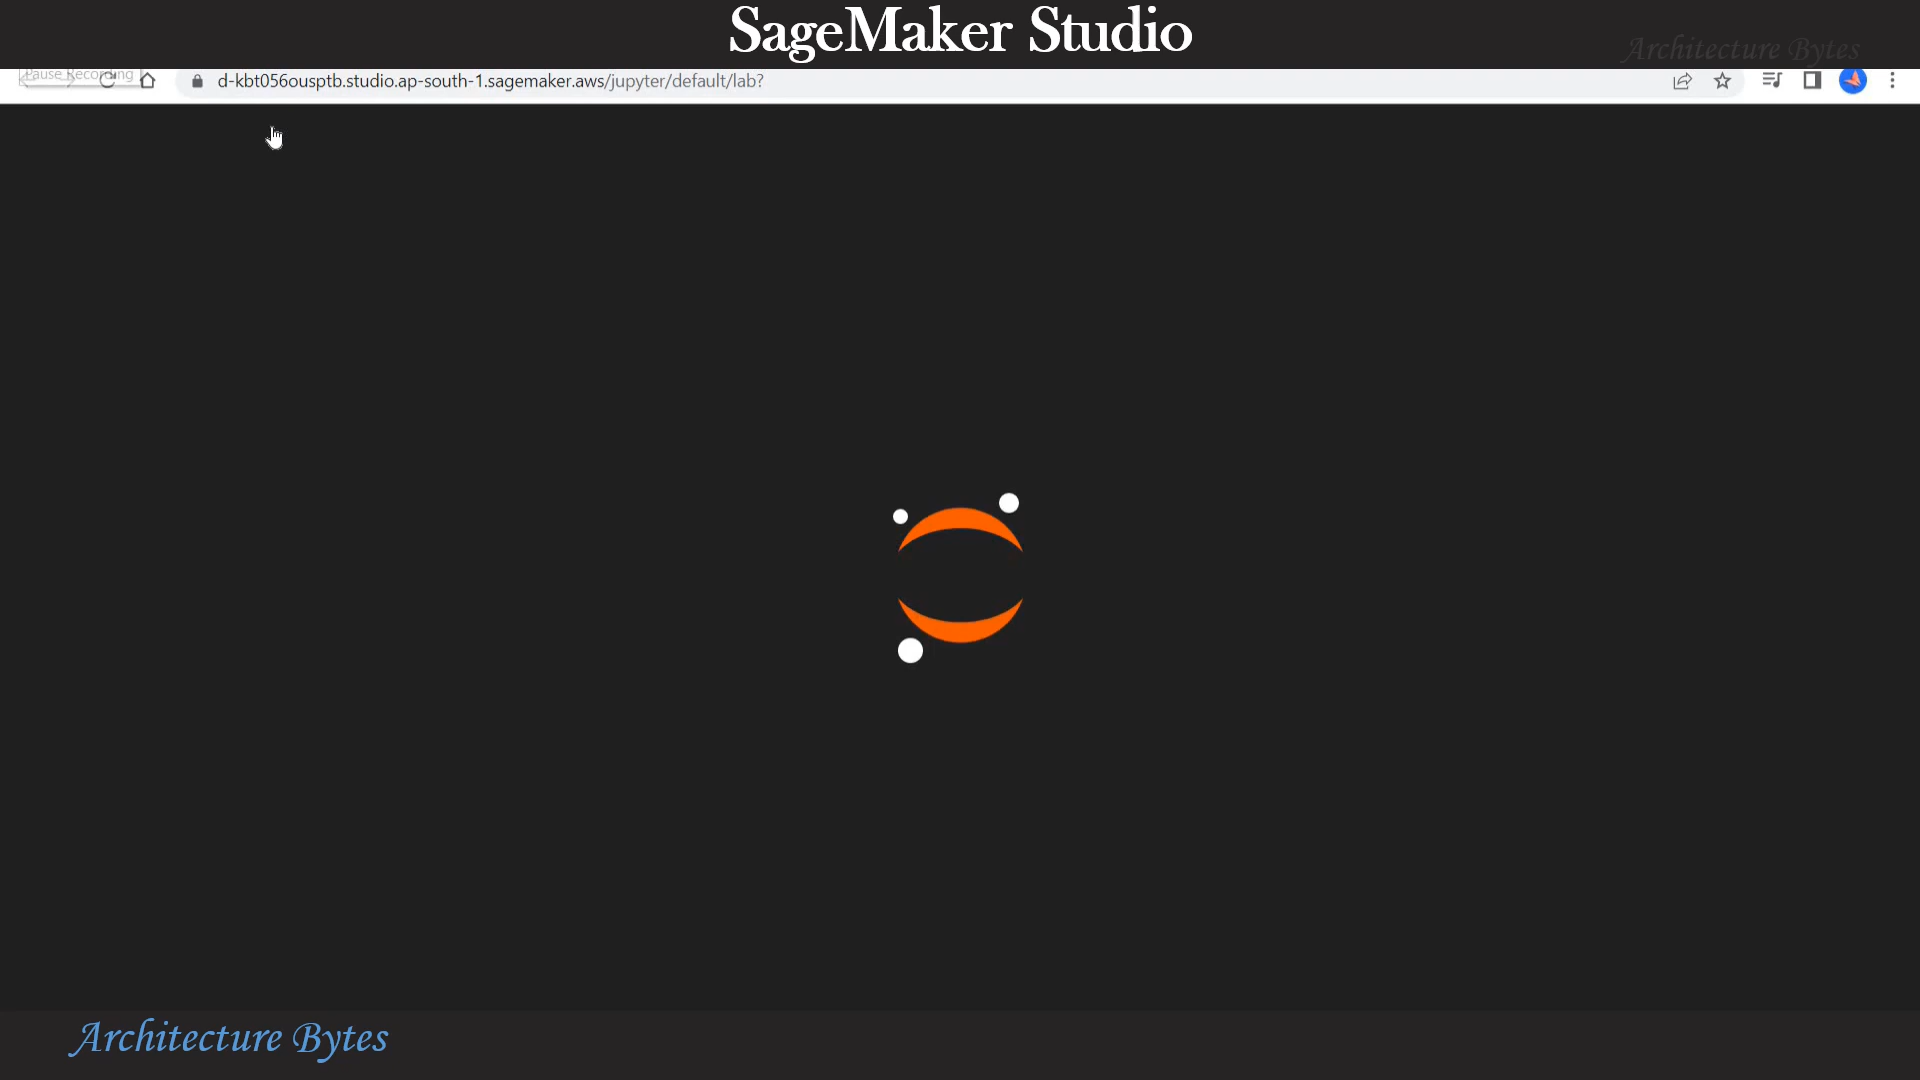 SageMaker Studio
Architecture Bytes
Pause Recording
d-kbt056ousptb.studio.ap-south-1.sagemaker.aws/jupyter/default/lab?
Architecture Bytes